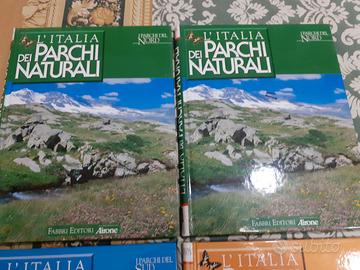 L'ITALIA
DEI PARCHI
NATURALI
I PARCHI DEL
NORD
FABBRI EDITORI Airone
L'ITALIA
DEI PARCHI
NATURALI
I PARCHI DEL
NORD
FABBRI EDITORI Airone
L'ITALIA
I PARCHI DEL
SUD
L'ITALIA